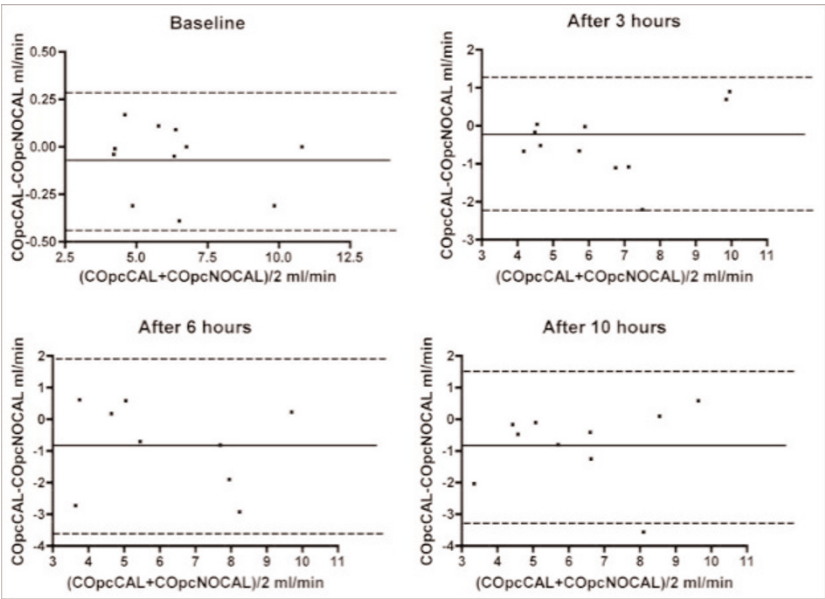 Baseline
COpcCAL-COpcNOCAL ml/min
0.50
0.25
0.00
-0.25
-0.50
2.5 5.0 7.5 10.0 12.5
(COpcCAL+COpcNOCAL)/2 ml/min
After 3 hours
COpcCAL-COpcNOCAL ml/min
2
1
0
-1
-2
-3
3 4 5 6 7 8 9 10 11
(COpcCAL+COpcNOCAL)/2 ml/min
After 6 hours
COpcCAL-COpcNOCAL ml/min
2
1
0
-1
-2
-3
-4
3 4 5 6 7 8 9 10 11
(COpcCAL+COpcNOCAL)/2 ml/min
After 10 hours
COpcCAL-COpcNOCAL ml/min
2
1
0
-1
-2
-3
-4
3 4 5 6 7 8 9 10 11
(COpcCAL+COpcNOCAL)/2 ml/min